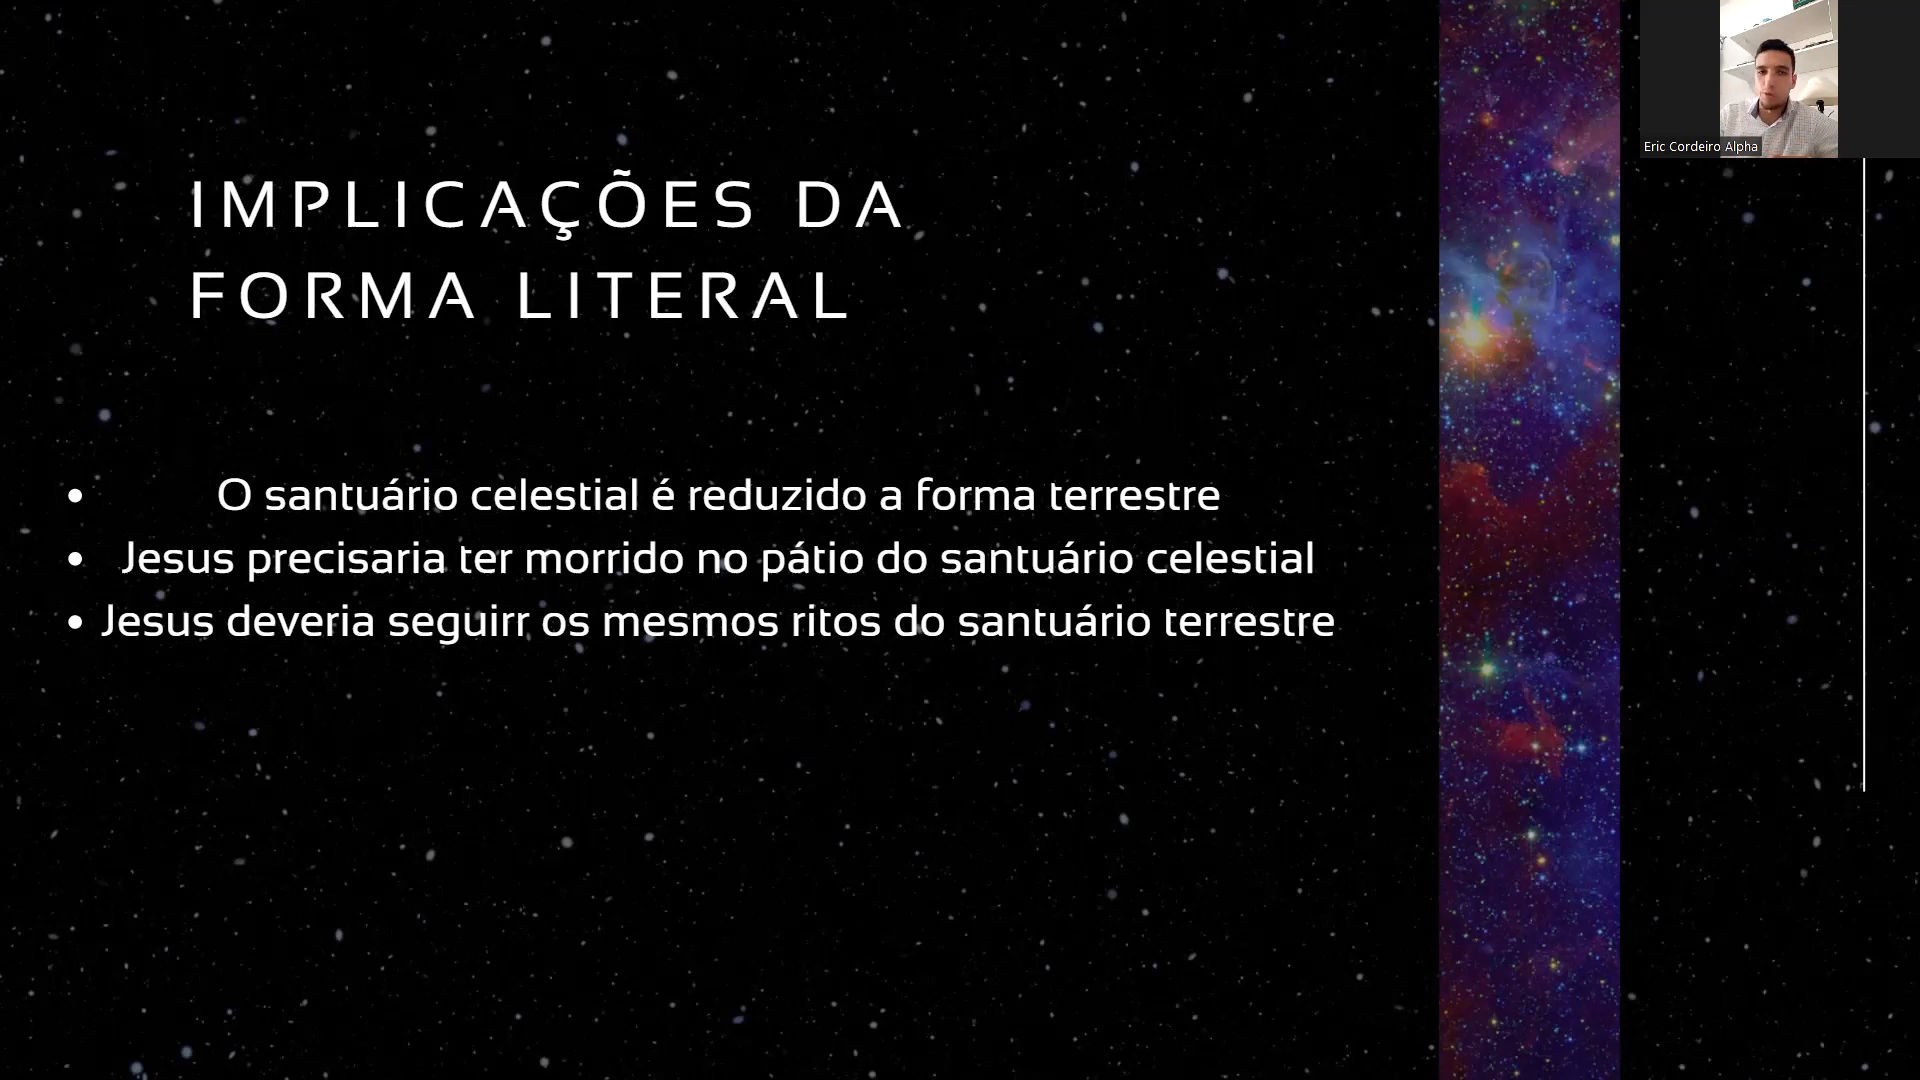 Eric Cordeiro Alpha
IMPLICAÇÕES DA
FORMA LITERAL
• O santuário celestial é reduzido a forma terrestre
• Jesus precisaria ter morrido no pátio do santuário celestial
• Jesus deveria seguirr os mesmos ritos do santuário terrestre